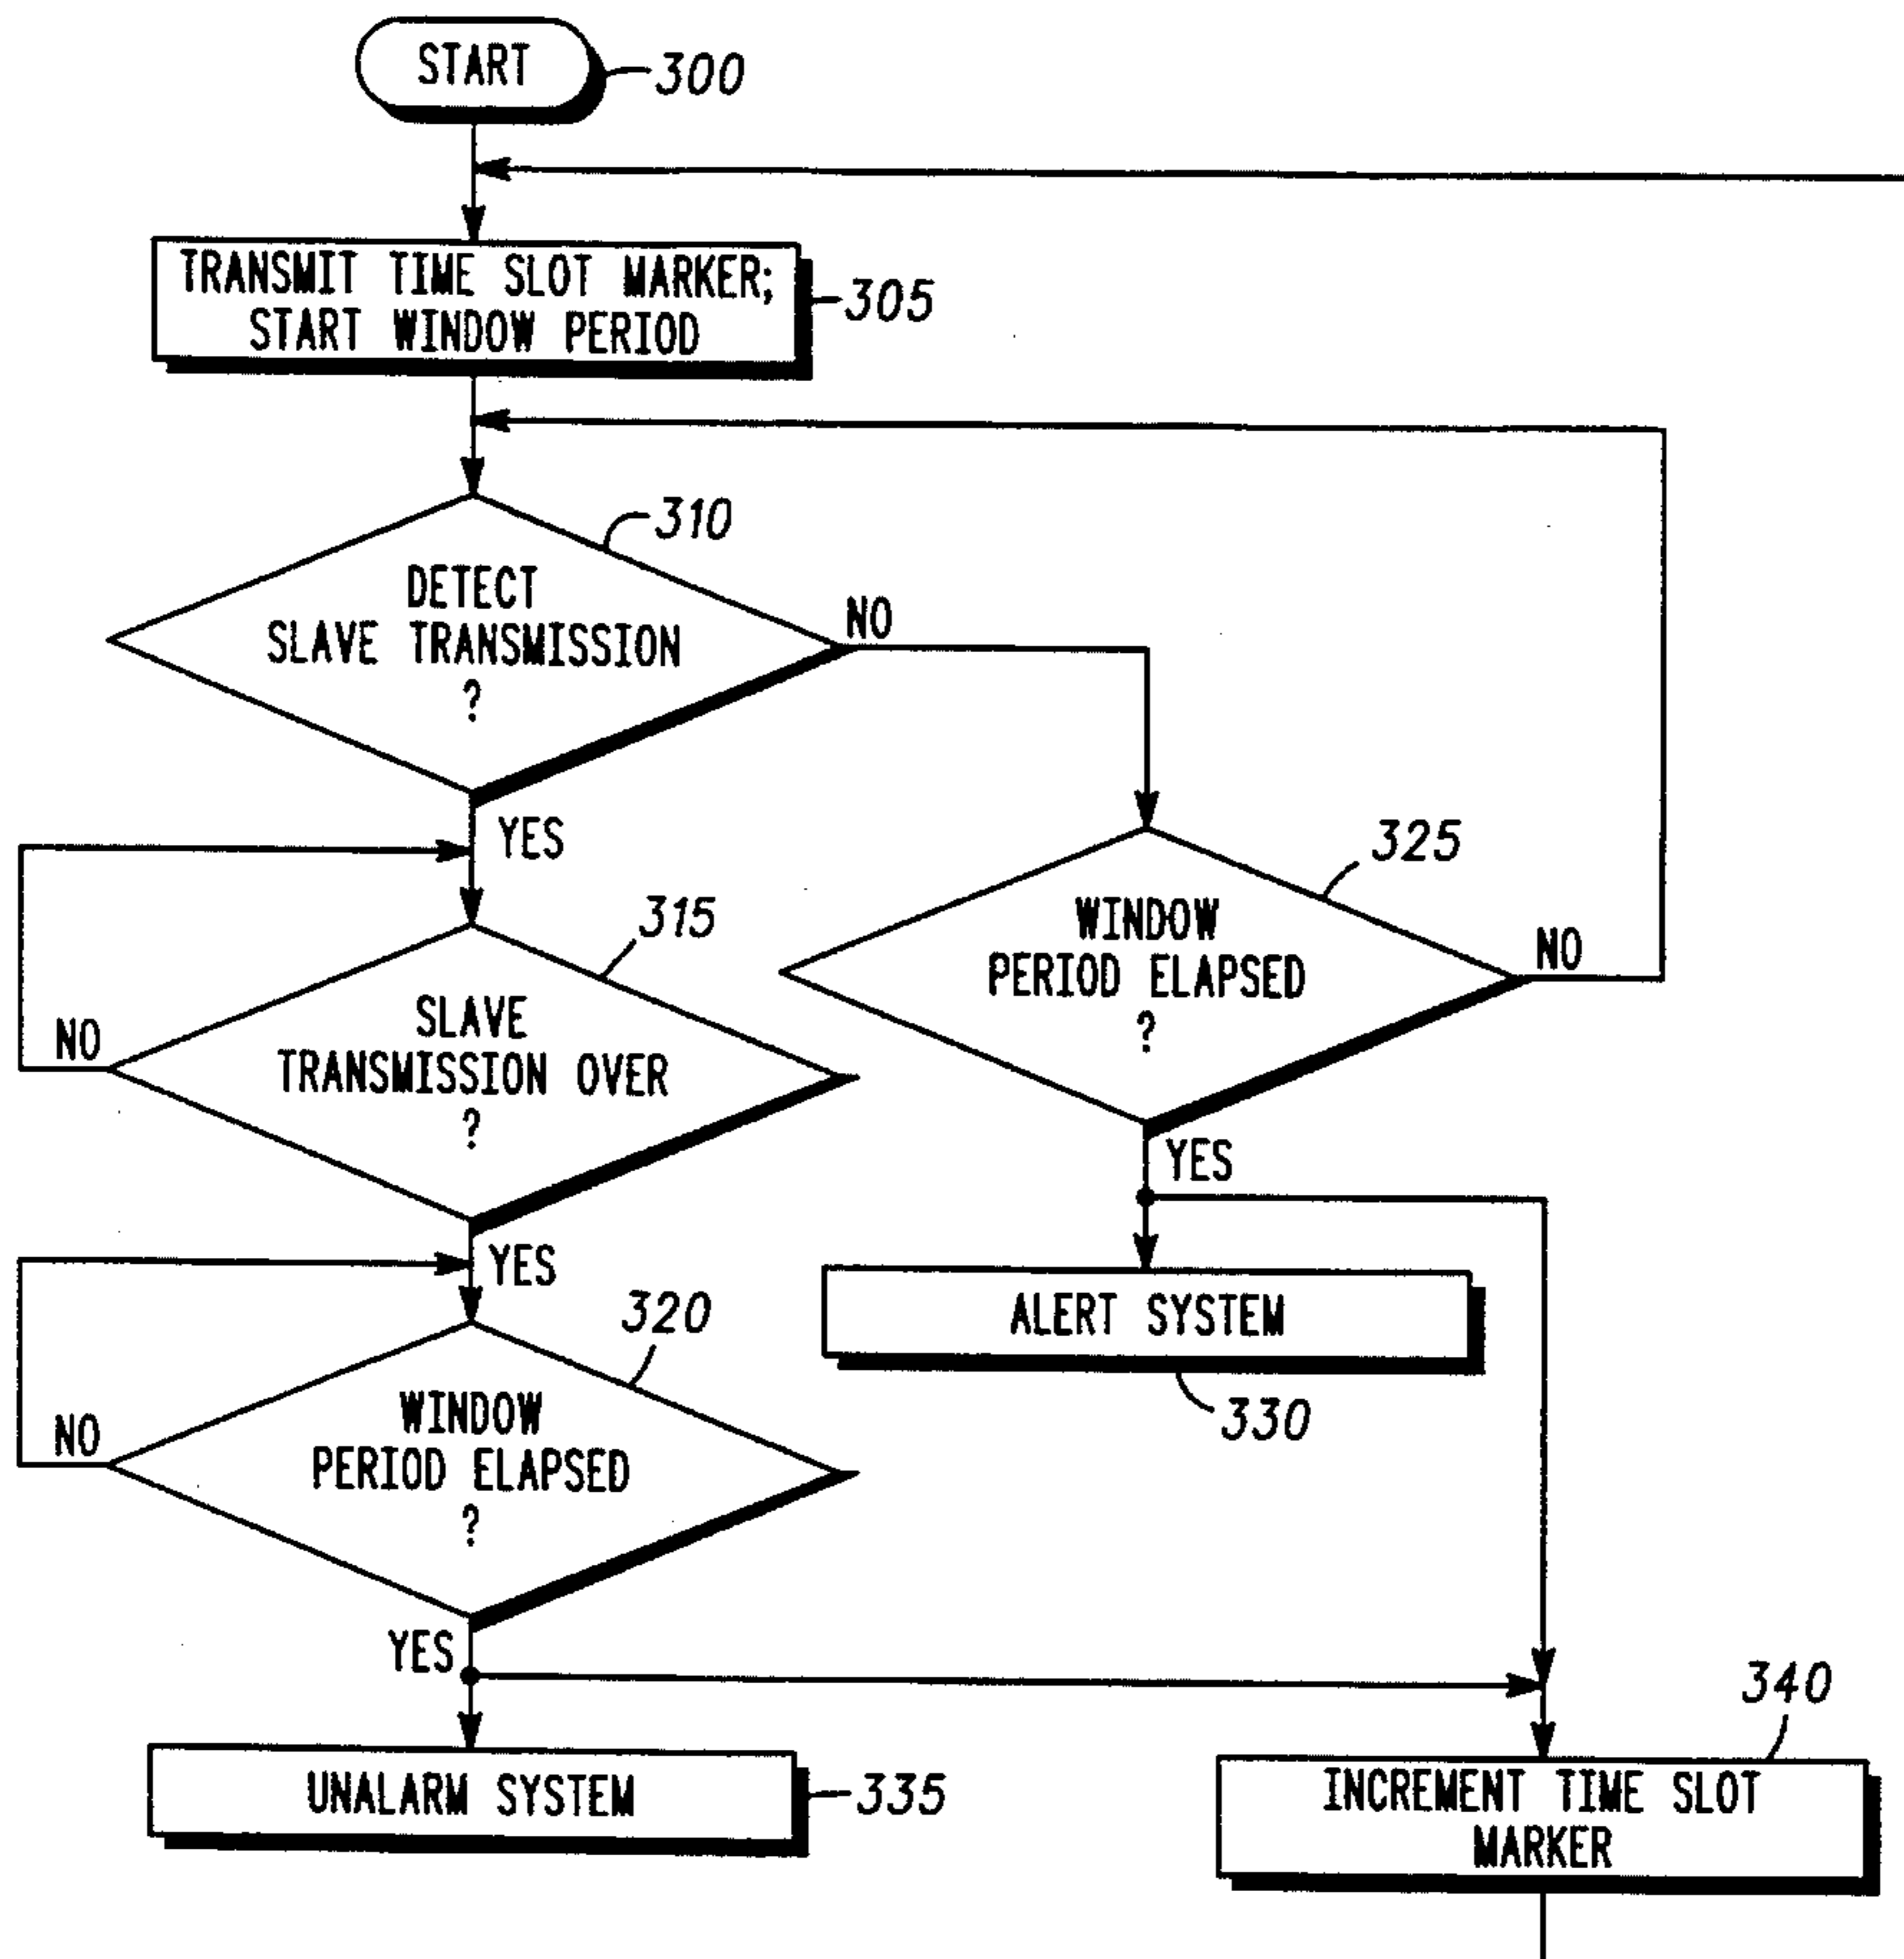 START
300
TRANSMIT TIME SLOT MARKER;
START WINDOW PERIOD
305
310
DETECT
SLAVE TRANSMISSION
?
NO
YES
325
WINDOW
PERIOD ELAPSED
?
NO
315
SLAVE
TRANSMISSION OVER
?
NO
YES
YES
ALERT SYSTEM
330
320
WINDOW
PERIOD ELAPSED
?
NO
YES
UNALARM SYSTEM
335
340
INCREMENT TIME SLOT
MARKER